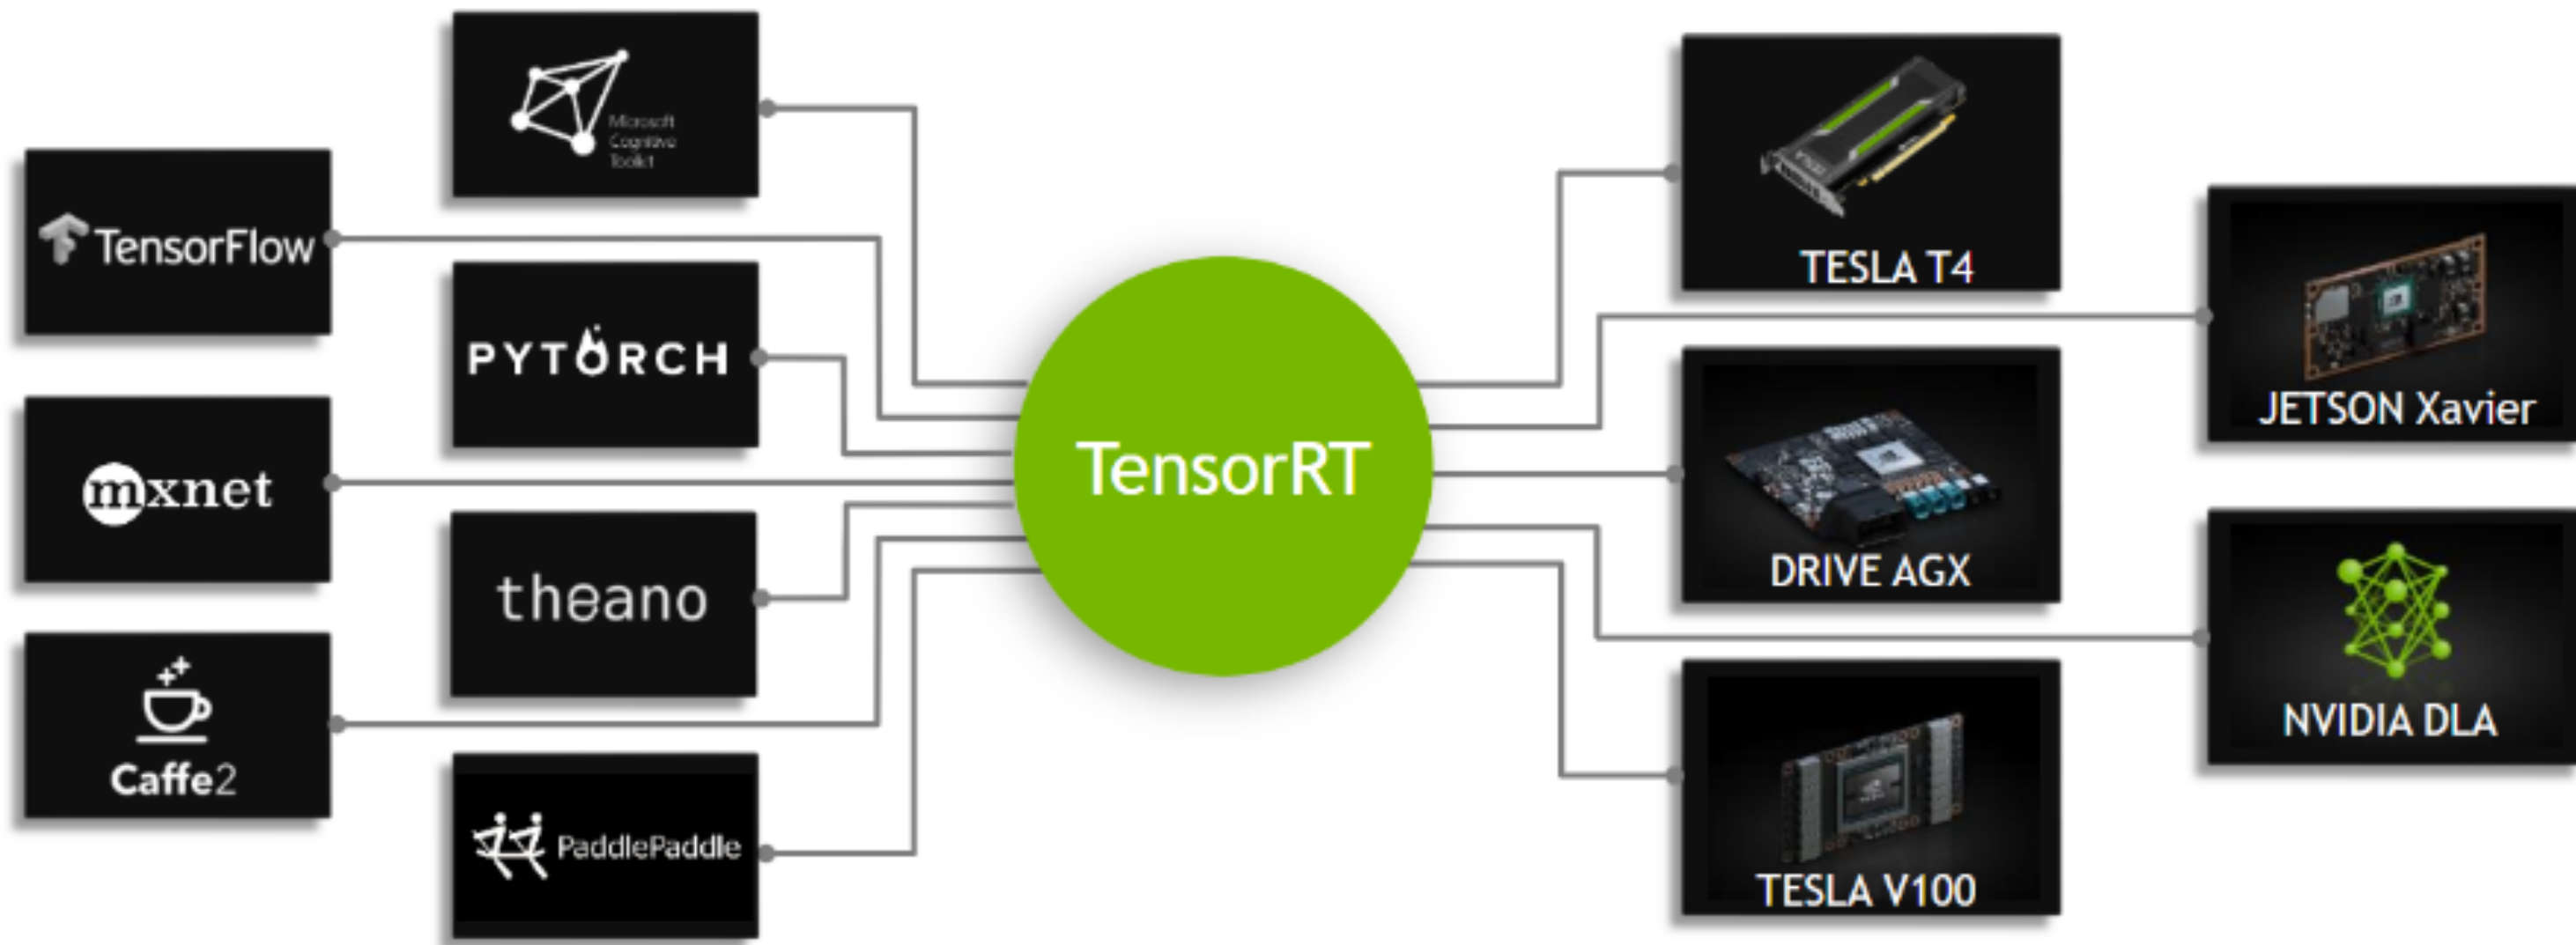 Microsoft
Cognitive
Toolkit
TensorFlow
PYTORCH
mxnet
theano
Caffe2
PaddlePaddle
TensorRT
TESLA T4
JETSON Xavier
DRIVE AGX
NVIDIA DLA
TESLA V100